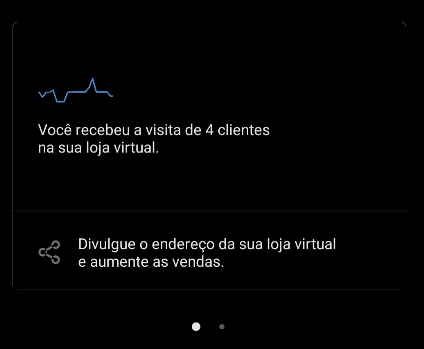 Você recebeu a visita de 4 clientes
na sua loja virtual.
Divulgue o endereço da sua loja virtual
e aumente as vendas.